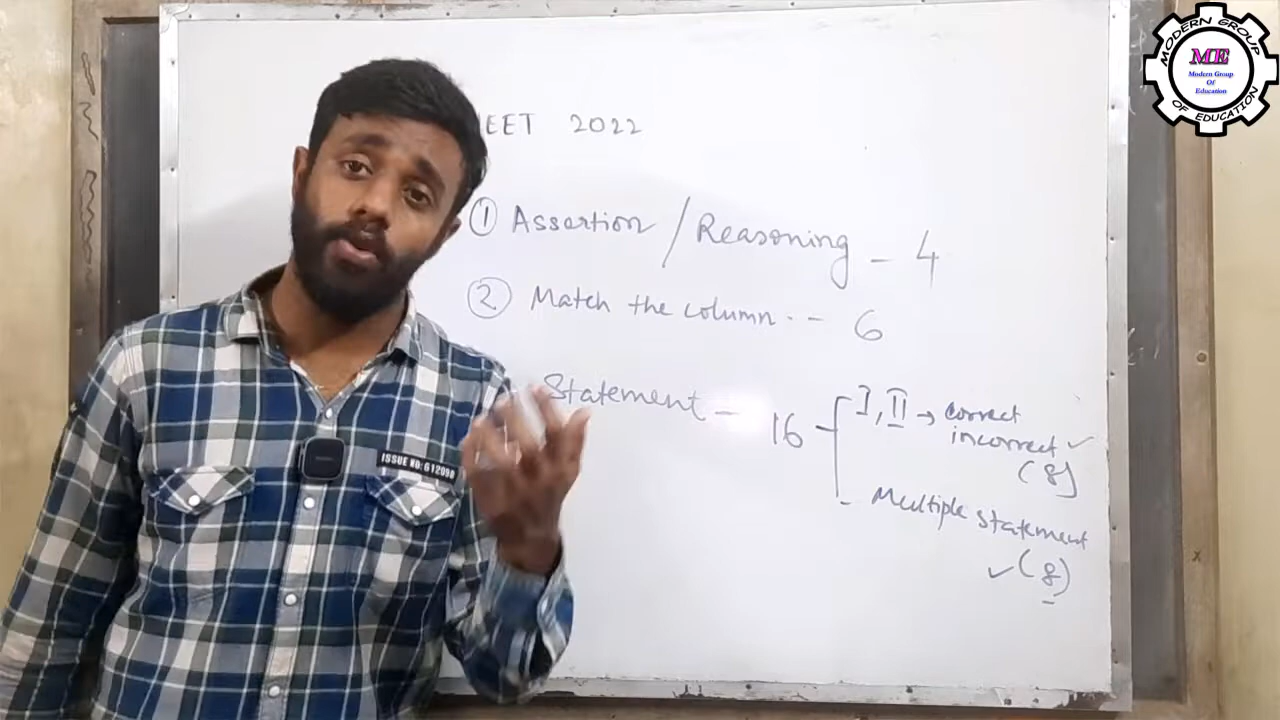 EET 2022
① Assertion / Reasoning - 4
② Match the column. - 6
Statement - 16
I, II → correct
incorrect ✓
(8)
Multiple statement
✓ (8)
ISSUE NO: 612098
MODERN GROUP
OF EDUCATION
ME
Modern Group
Of
Education